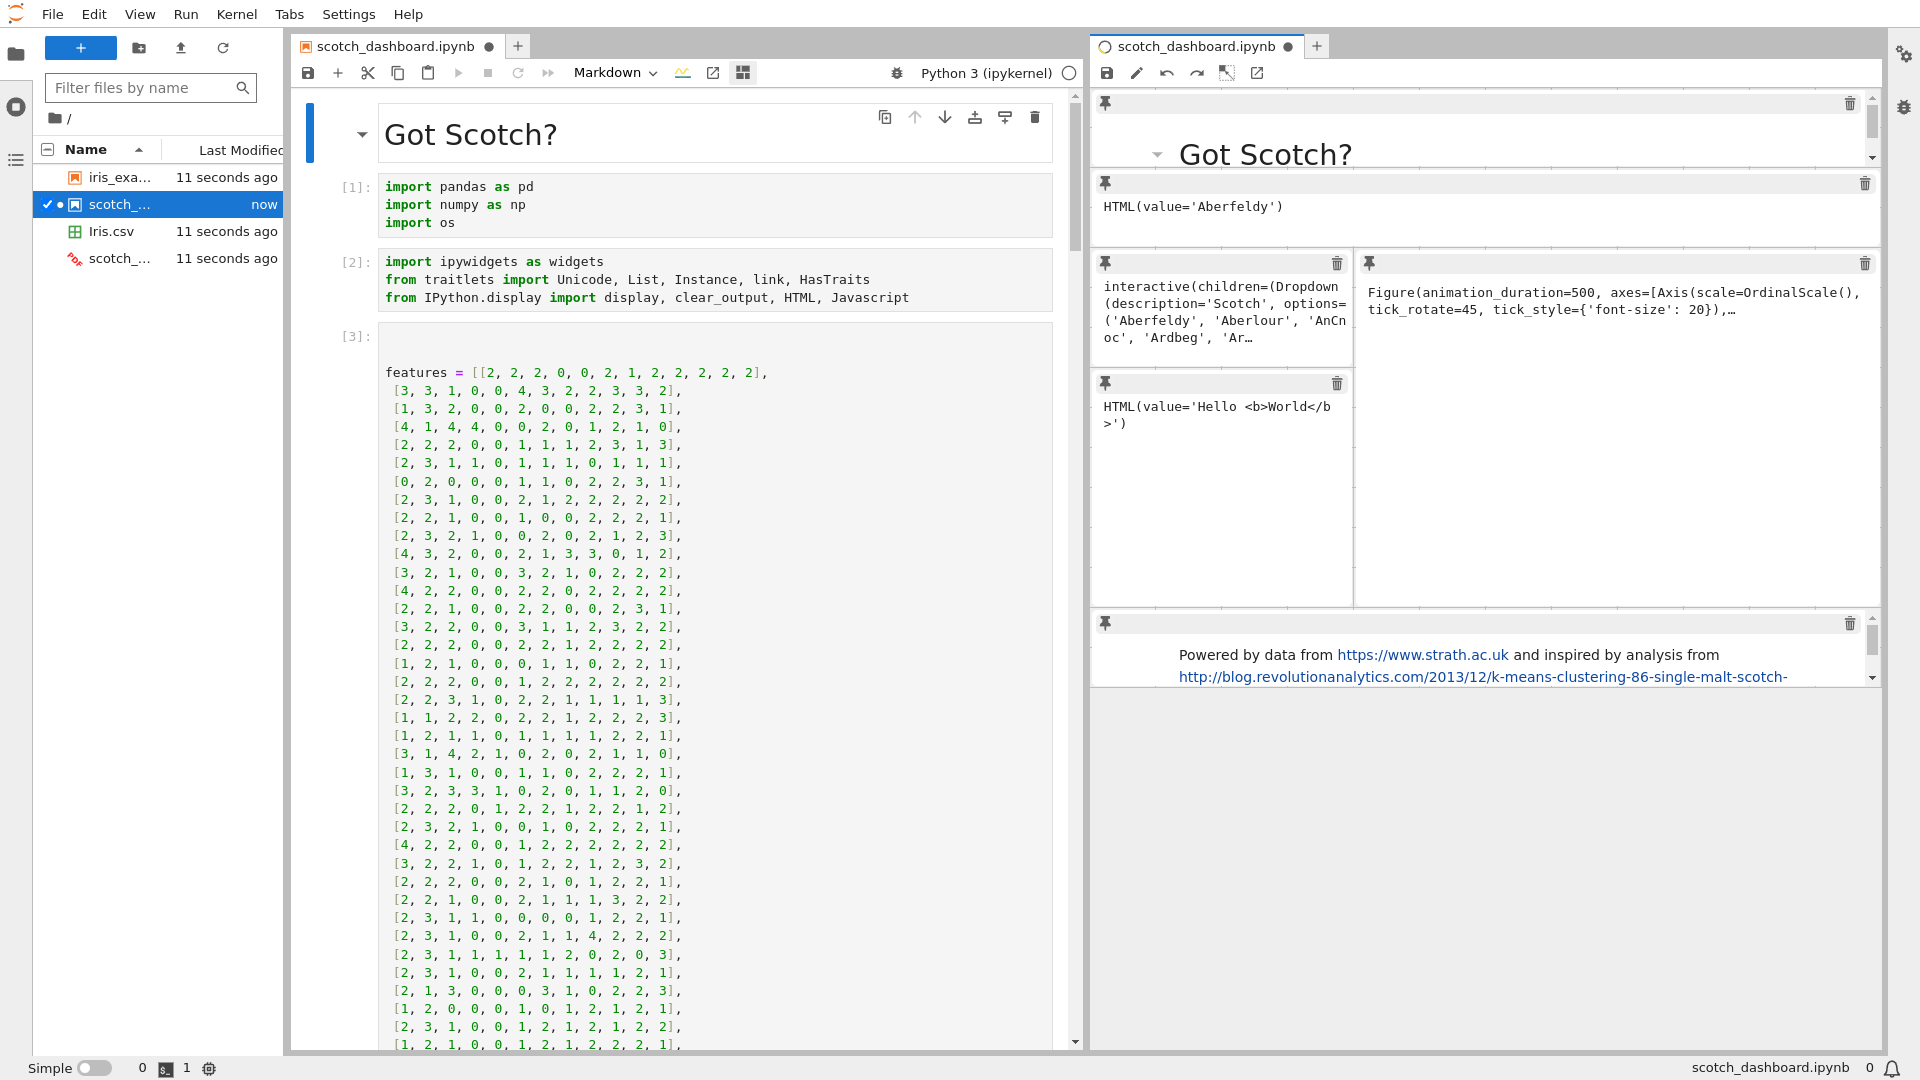 File Edit View Run Kernel Tabs Settings Help
Filter files by name
/
Name Last Modified
iris_exa... 11 seconds ago
scotch_... now
Iris.csv 11 seconds ago
scotch_... 11 seconds ago
scotch_dashboard.ipynb
Markdown
Python 3 (ipykernel)
Got Scotch?
[1]:
import pandas as pd
import numpy as np
import os
[2]:
import ipywidgets as widgets
from traitlets import Unicode, List, Instance, link, HasTraits
from IPython.display import display, clear_output, HTML, Javascript
[3]:
features = [[2, 2, 2, 0, 0, 2, 1, 2, 2, 2, 2, 2],
[3, 3, 1, 0, 0, 4, 3, 2, 2, 3, 3, 2],
[1, 3, 2, 0, 0, 2, 0, 0, 2, 2, 3, 1],
[4, 1, 4, 4, 0, 0, 2, 0, 1, 2, 1, 0],
[2, 2, 2, 0, 0, 1, 1, 1, 2, 3, 1, 3],
[2, 3, 1, 1, 0, 1, 1, 1, 0, 1, 1, 1],
[0, 2, 0, 0, 0, 1, 1, 0, 2, 2, 3, 1],
[2, 3, 1, 0, 0, 2, 1, 2, 2, 2, 2, 2],
[2, 2, 1, 0, 0, 1, 0, 0, 2, 2, 2, 1],
[2, 3, 2, 1, 0, 0, 2, 0, 2, 1, 2, 3],
[4, 3, 2, 0, 0, 2, 1, 3, 3, 0, 1, 2],
[3, 2, 1, 0, 0, 3, 2, 1, 0, 2, 2, 2],
[4, 2, 2, 0, 0, 2, 2, 0, 2, 2, 2, 2],
[2, 2, 1, 0, 0, 2, 2, 0, 0, 2, 3, 1],
[3, 2, 2, 0, 0, 3, 1, 1, 2, 3, 2, 2],
[2, 2, 2, 0, 0, 2, 2, 1, 2, 2, 2, 2],
[1, 2, 1, 0, 0, 0, 1, 1, 0, 2, 2, 1],
[2, 2, 2, 0, 0, 1, 2, 2, 2, 2, 2, 2],
[2, 2, 3, 1, 0, 2, 2, 1, 1, 1, 1, 3],
[1, 1, 2, 2, 0, 2, 2, 1, 2, 2, 2, 3],
[1, 2, 1, 1, 0, 1, 1, 1, 1, 2, 2, 1],
[3, 1, 4, 2, 1, 0, 2, 0, 2, 1, 1, 0],
[1, 3, 1, 0, 0, 1, 1, 0, 2, 2, 2, 1],
[3, 2, 3, 3, 1, 0, 2, 0, 1, 1, 2, 0],
[2, 2, 2, 0, 1, 2, 2, 1, 2, 2, 1, 2],
[2, 3, 2, 1, 0, 0, 1, 0, 2, 2, 2, 1],
[4, 2, 2, 0, 0, 1, 2, 2, 2, 2, 2, 2],
[3, 2, 2, 1, 0, 1, 2, 2, 1, 2, 3, 2],
[2, 2, 2, 0, 0, 2, 1, 0, 1, 2, 2, 1],
[2, 2, 1, 0, 0, 2, 1, 1, 1, 3, 2, 2],
[2, 3, 1, 1, 0, 0, 0, 0, 1, 2, 2, 1],
[2, 3, 1, 0, 0, 2, 1, 1, 4, 2, 2, 2],
[2, 3, 1, 1, 1, 1, 1, 2, 0, 2, 0, 3],
[2, 3, 1, 0, 0, 2, 1, 1, 1, 1, 2, 1],
[2, 1, 3, 0, 0, 0, 3, 1, 0, 2, 2, 3],
[1, 2, 0, 0, 0, 1, 0, 1, 2, 1, 2, 1],
[2, 3, 1, 0, 0, 1, 2, 1, 2, 1, 2, 2],
[1, 2, 1, 0, 0, 1, 2, 1, 2, 2, 2, 1],
scotch_dashboard.ipynb
Got Scotch?
HTML(value='Aberfeldy')
interactive(children=(Dropdown
(description='Scotch', options=
('Aberfeldy', 'Aberlour', 'AnCn
oc', 'Ardbeg', 'Ar…
Figure(animation_duration=500, axes=[Axis(scale=OrdinalScale(),
tick_rotate=45, tick_style={'font-size': 20}),…
HTML(value='Hello <b>World</b
>')
Powered by data from https://www.strath.ac.uk and inspired by analysis from
http://blog.revolutionanalytics.com/2013/12/k-means-clustering-86-single-malt-scotch-
Simple 0 1 scotch_dashboard.ipynb 0